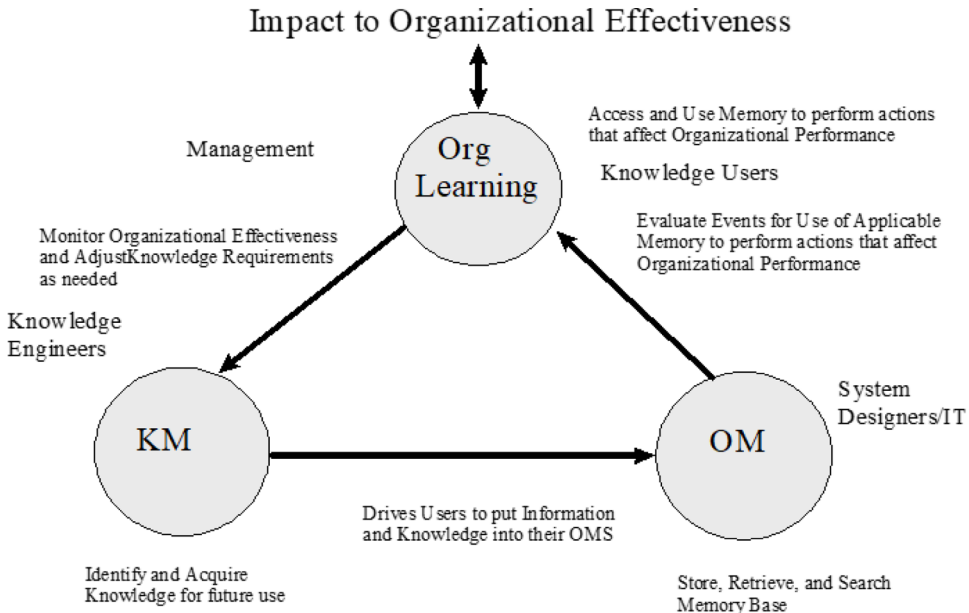 Impact to Organizational Effectiveness
Access and Use Memory to perform actions
that affect Organizational Performance
Management
Org
Learning
Knowledge Users
Monitor Organizational Effectiveness
and AdjustKnowledge Requirements
as needed
Evaluate Events for Use of Applicable
Memory to perform actions that affect
Organizational Performance
Knowledge
Engineers
System
Designers/IT
KM
OM
Drives Users to put Information
and Knowledge into their OMS
Identify and Acquire
Knowledge for future use
Store, Retrieve, and Search
Memory Base